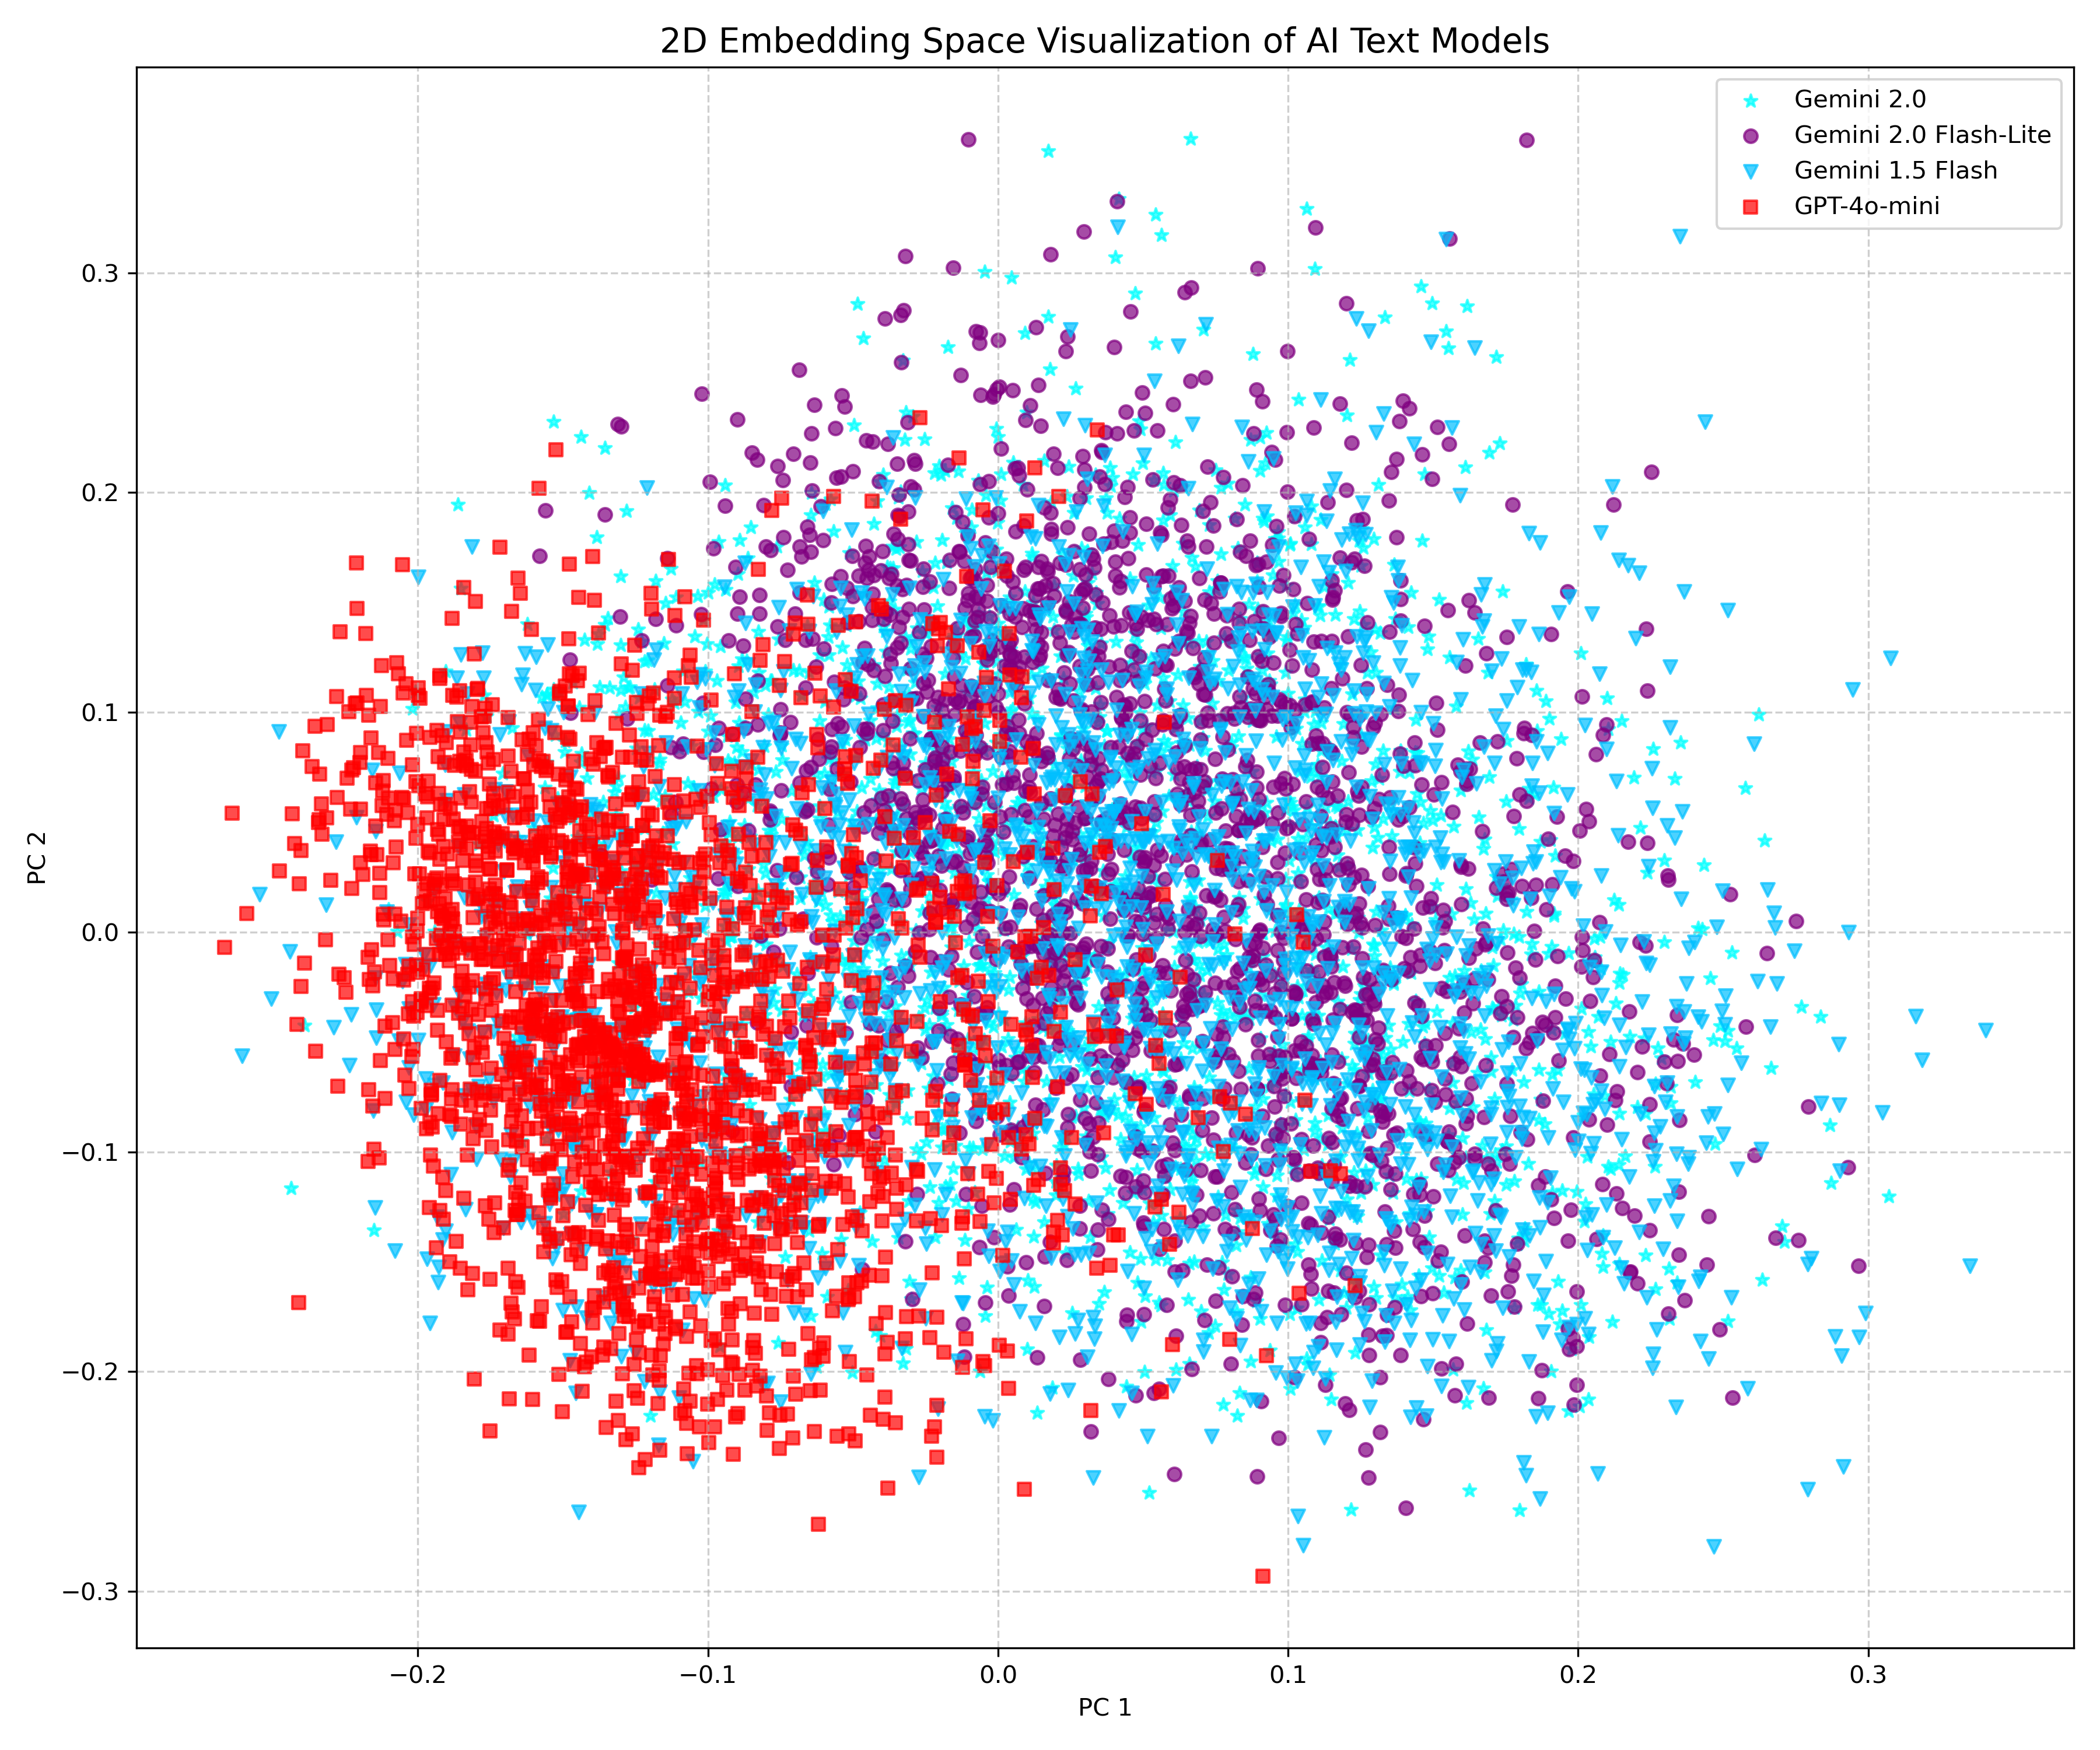 2D Embedding Space Visualization of AI Text Models
Gemini 2.0
Gemini 2.0 Flash-Lite
Gemini 1.5 Flash
GPT-4o-mini
PC 2
0.3
0.2
0.1
0.0
−0.1
−0.2
−0.3
−0.2
−0.1
0.0
0.1
0.2
0.3
PC 1